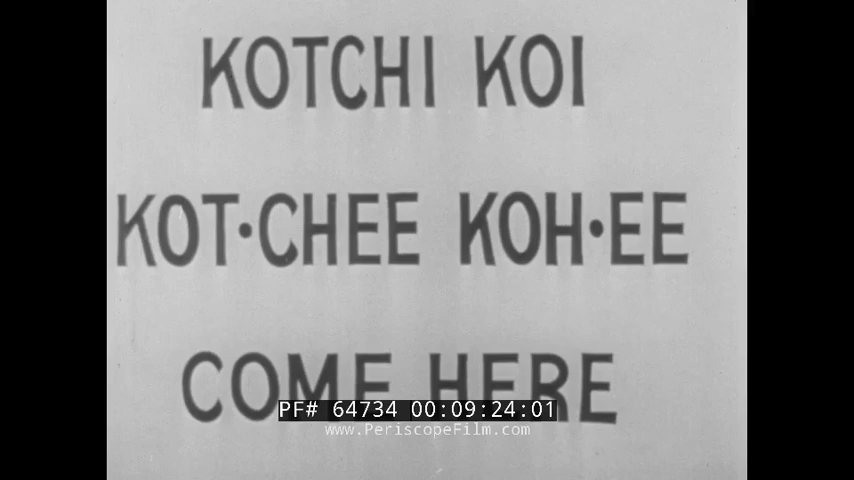 KOTCHI KOI
KOT·CHEE KOH·EE
COME HERE
PF# 64734 00:09:24:01
www.PeriscopeFilm.com